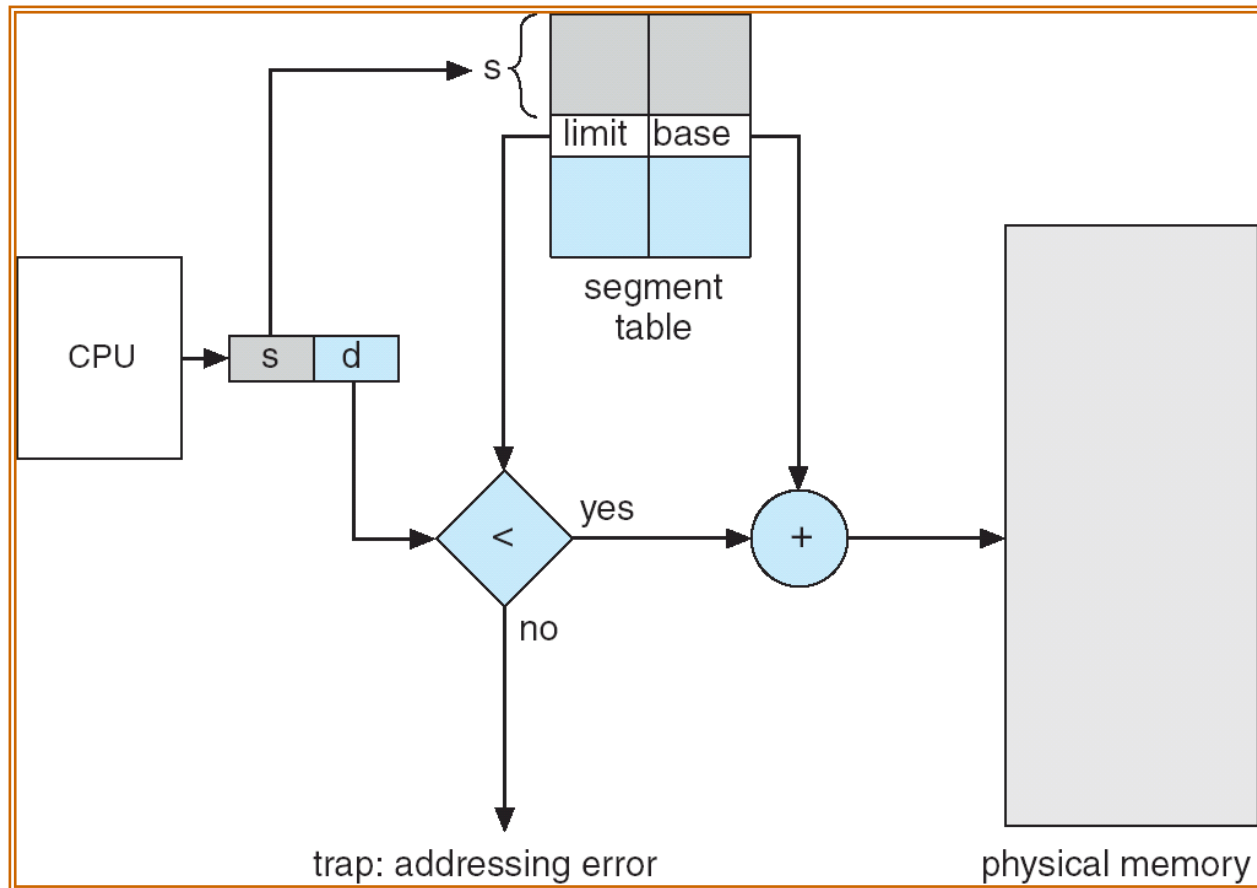 s
limit base
segment
table
CPU
s d
yes
<
+
no
trap: addressing error
physical memory